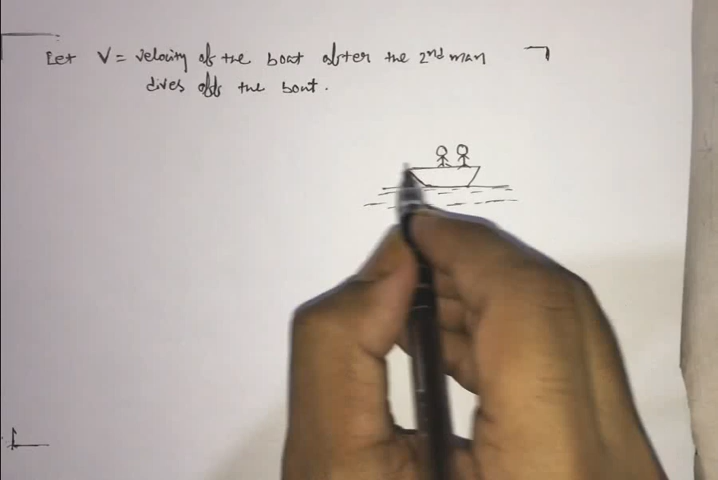 Let V = velocity of the boat after the 2nd man
dives off the boat.